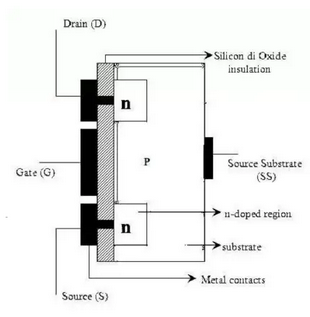 Drain (D)
Silicon di Oxide
insulation
n
P
Gate (G)
Source Substrate
(SS)
n-doped region
n
substrate
Metal contacts
Source (S)